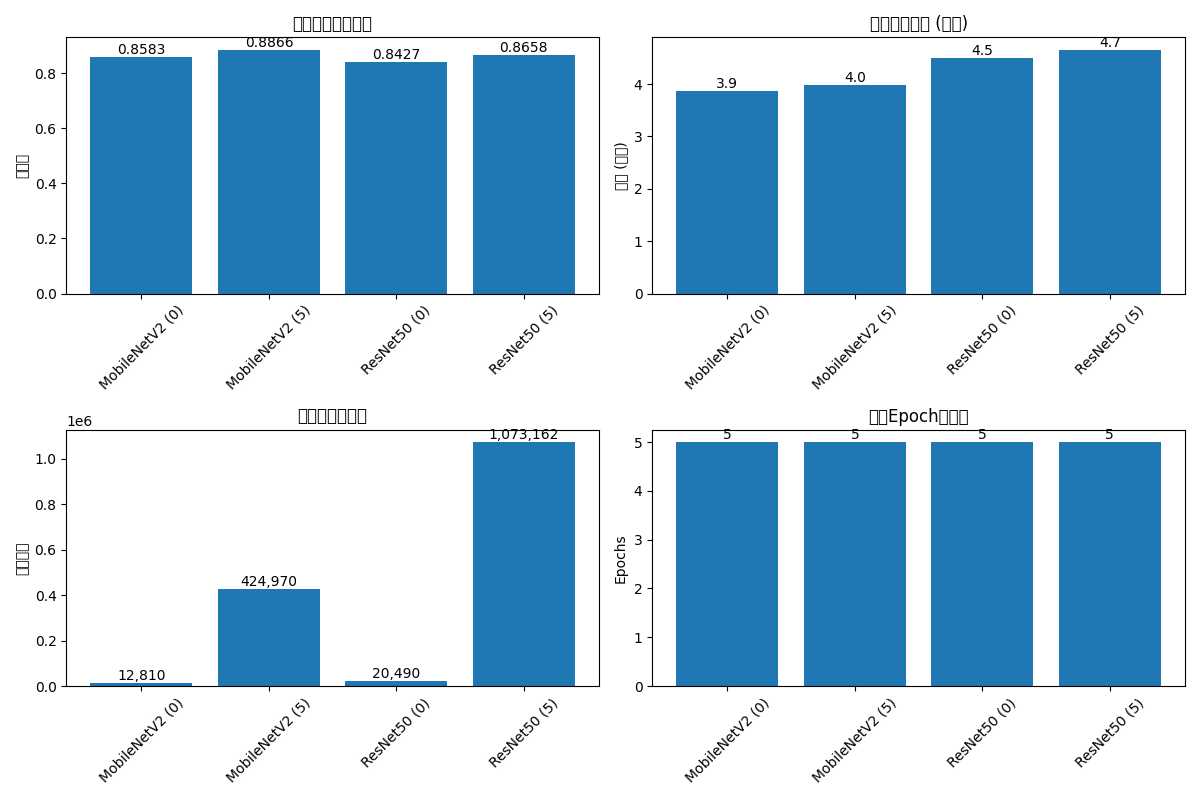 0.8
0.6
0.4
0.2
0.0
0.8583
0.8866
0.8427
0.8658
MobileNetV2 (0)
MobileNetV2 (5)
ResNet50 (0)
ResNet50 (5)
4
3
2
1
0
3.9
4.0
4.5
4.7
MobileNetV2 (0)
MobileNetV2 (5)
ResNet50 (0)
ResNet50 (5)
1e6
1.0
0.8
0.6
0.4
0.2
0.0
12,810
424,970
20,490
1,073,162
MobileNetV2 (0)
MobileNetV2 (5)
ResNet50 (0)
ResNet50 (5)
Epoch
Epochs
5
4
3
2
1
0
5
5
5
5
MobileNetV2 (0)
MobileNetV2 (5)
ResNet50 (0)
ResNet50 (5)